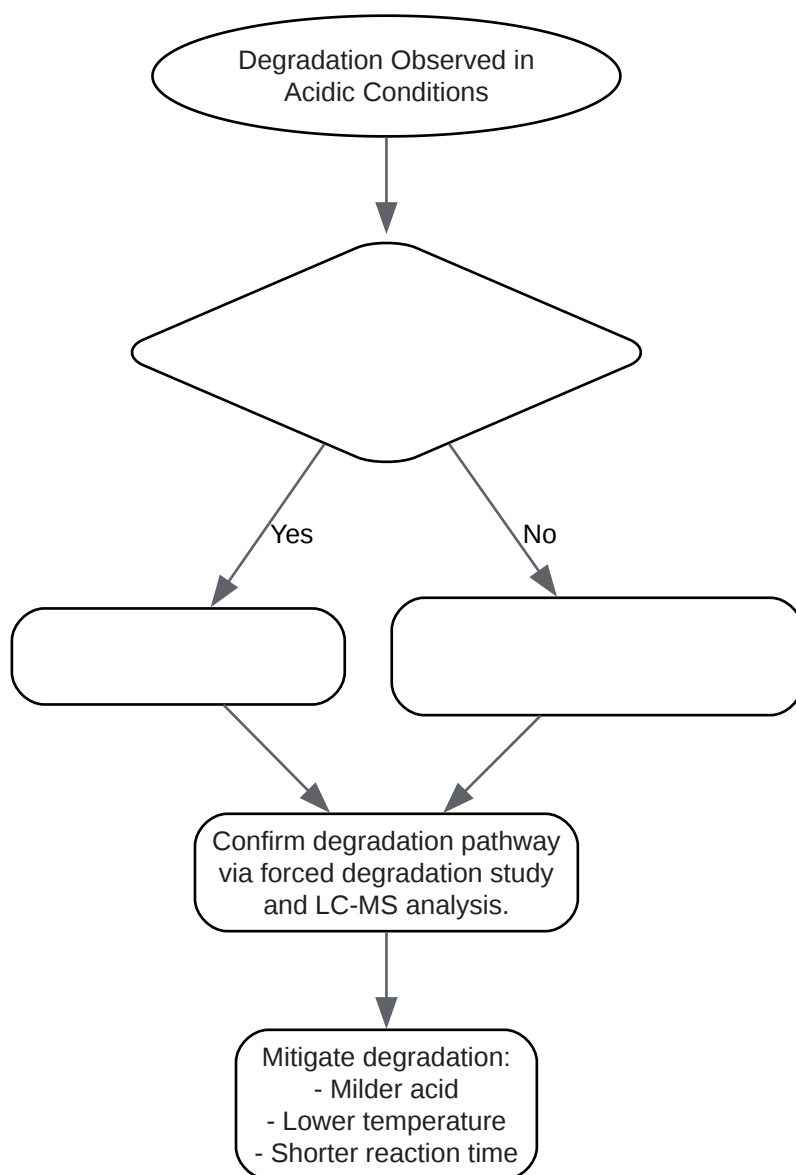 Degradation Observed in
Acidic Conditions
Yes
No
Confirm degradation pathway
via forced degradation study
and LC-MS analysis.
Mitigate degradation:
- Milder acid
- Lower temperature
- Shorter reaction time